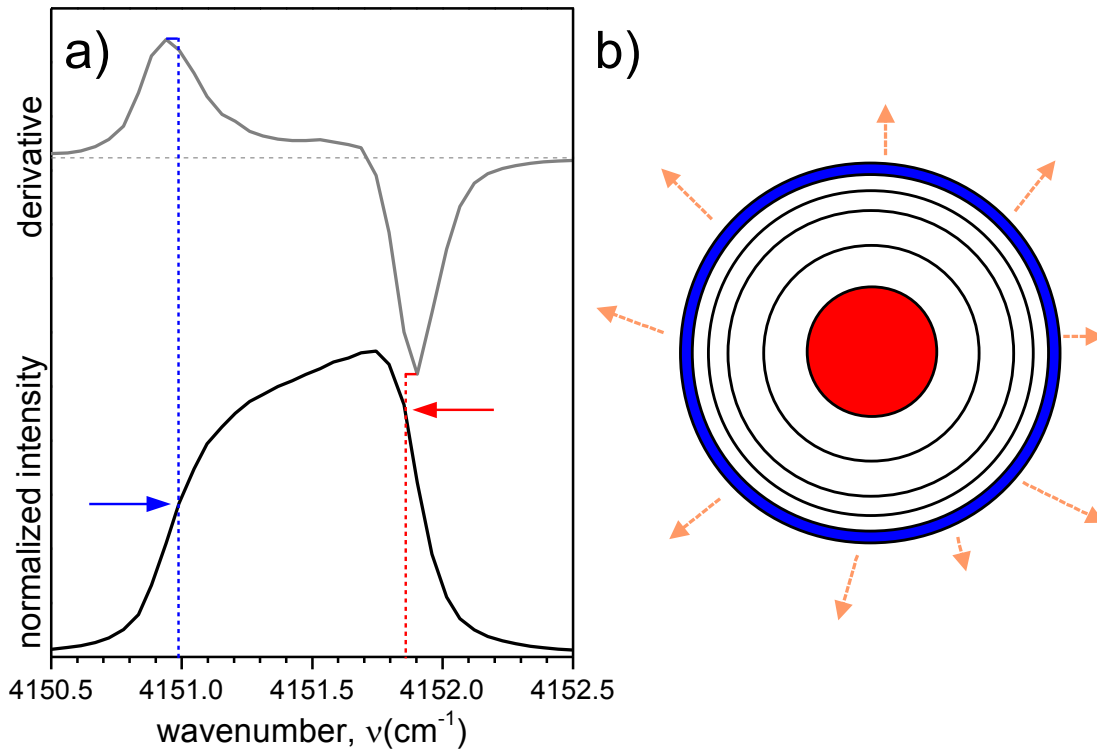 a)
b)
derivative
normalized intensity
4150.5 4151.0 4151.5 4152.0 4152.5
wavenumber, ν(cm⁻¹)